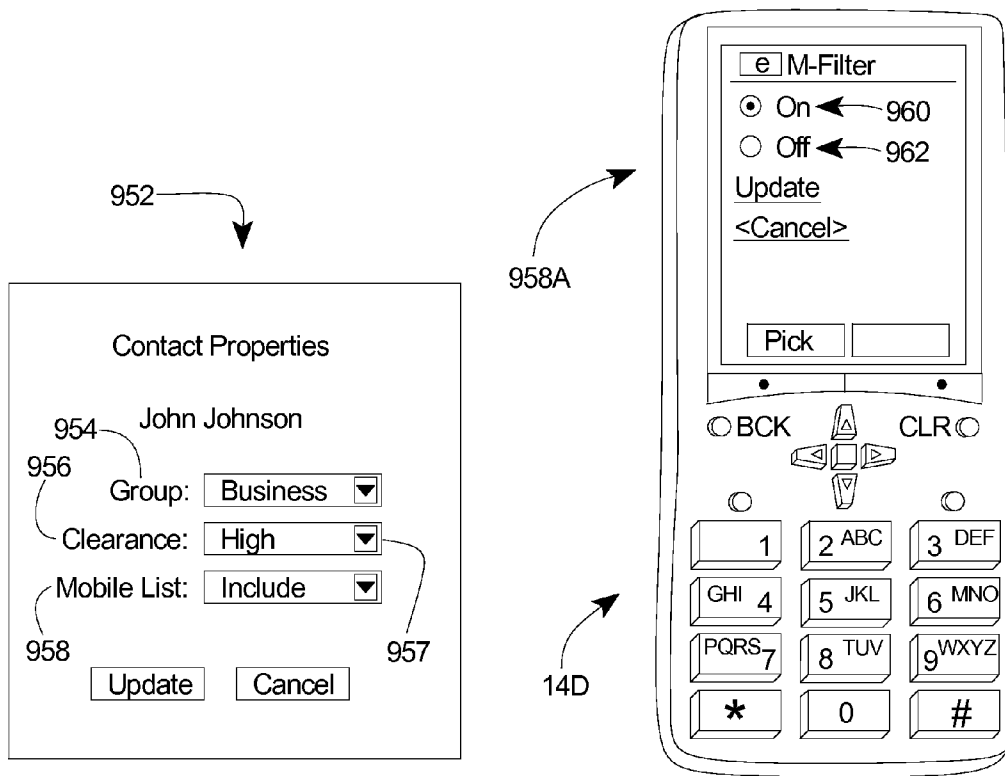 952
Contact Properties
John Johnson
954
956
Group: Business
Clearance: High
Mobile List: Include
958
957
Update Cancel
e M-Filter
On 960
Off 962
Update
<Cancel>
958A
Pick
BCK CLR
1 2 ABC 3 DEF
GHI 4 5 JKL 6 MNO
PQRS 7 8 TUV 9 WXYZ
* 0 #
14D